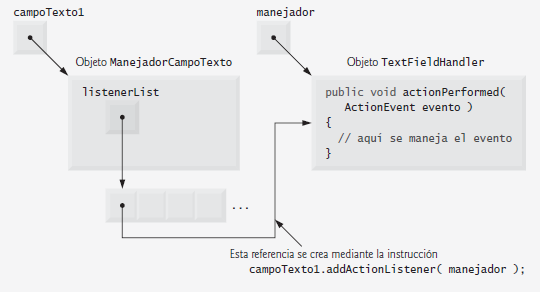 campoTexto1
manejador
Objeto ManejadorCampoTexto
Objeto TextFieldHandler
listenerList
public void actionPerformed(
ActionEvent evento )
{
// aquí se maneja el evento
}
...
Esta referencia se crea mediante la instrucción
campoTexto1.addActionListener( manejador );